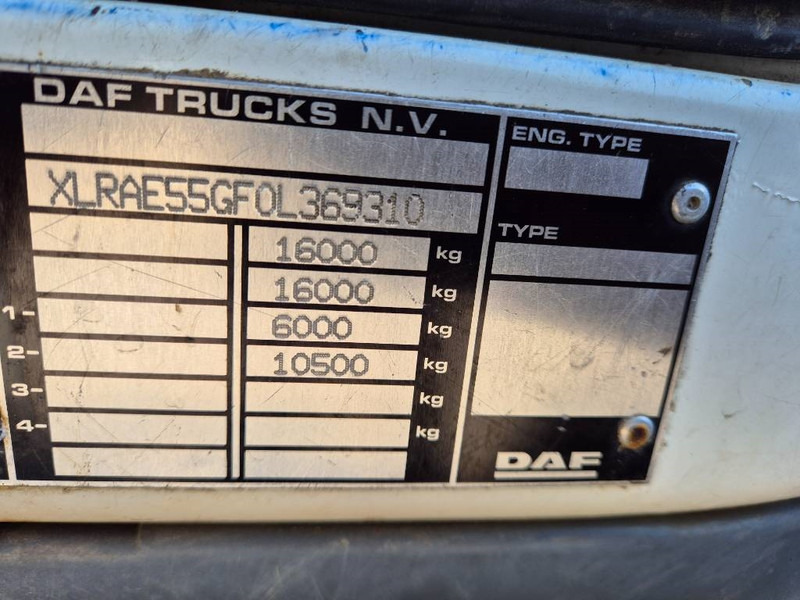 DAF TRUCKS N.V.
ENG. TYPE
XLRAE55GF0L369310
TYPE
16000 kg
16000 kg
1- 6000 kg
2- 10500 kg
3- kg
4- kg
DAF